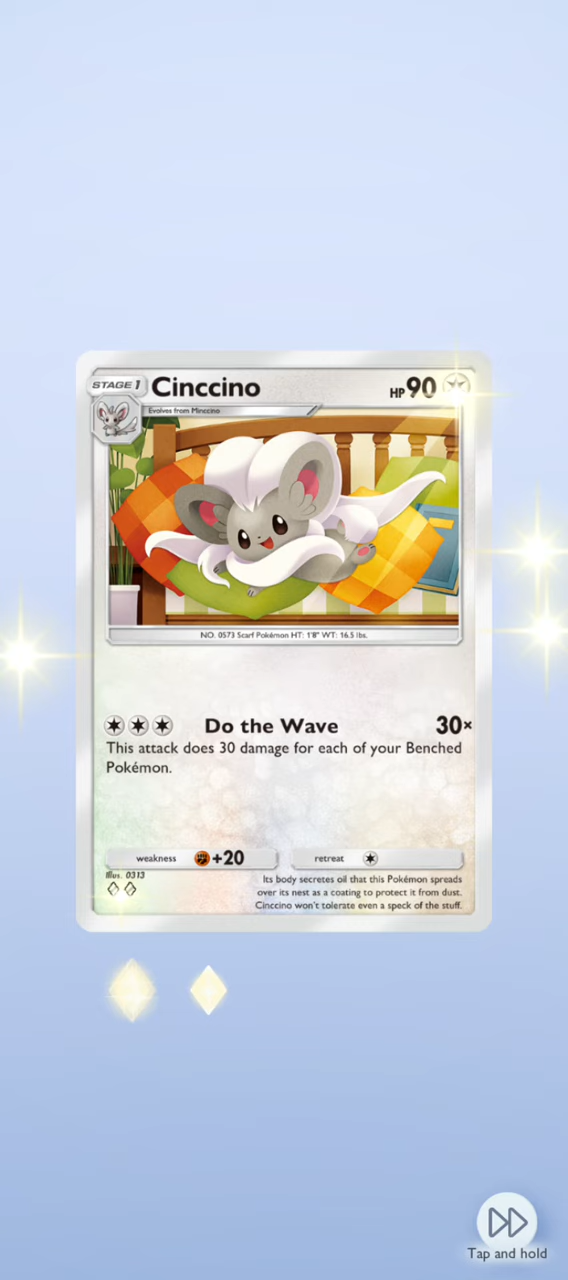 STAGE 1 Cinccino HP 90
Evolves from Minccino
NO. 0573 Scarf Pokémon HT: 1'8" WT: 16.5 lbs.
Do the Wave 30×
This attack does 30 damage for each of your Benched
Pokémon.
weakness +20 retreat
Illus. 0313
Its body secretes oil that this Pokémon spreads
over its nest as a coating to protect it from dust.
Cinccino won't tolerate even a speck of the stuff.
Tap and hold